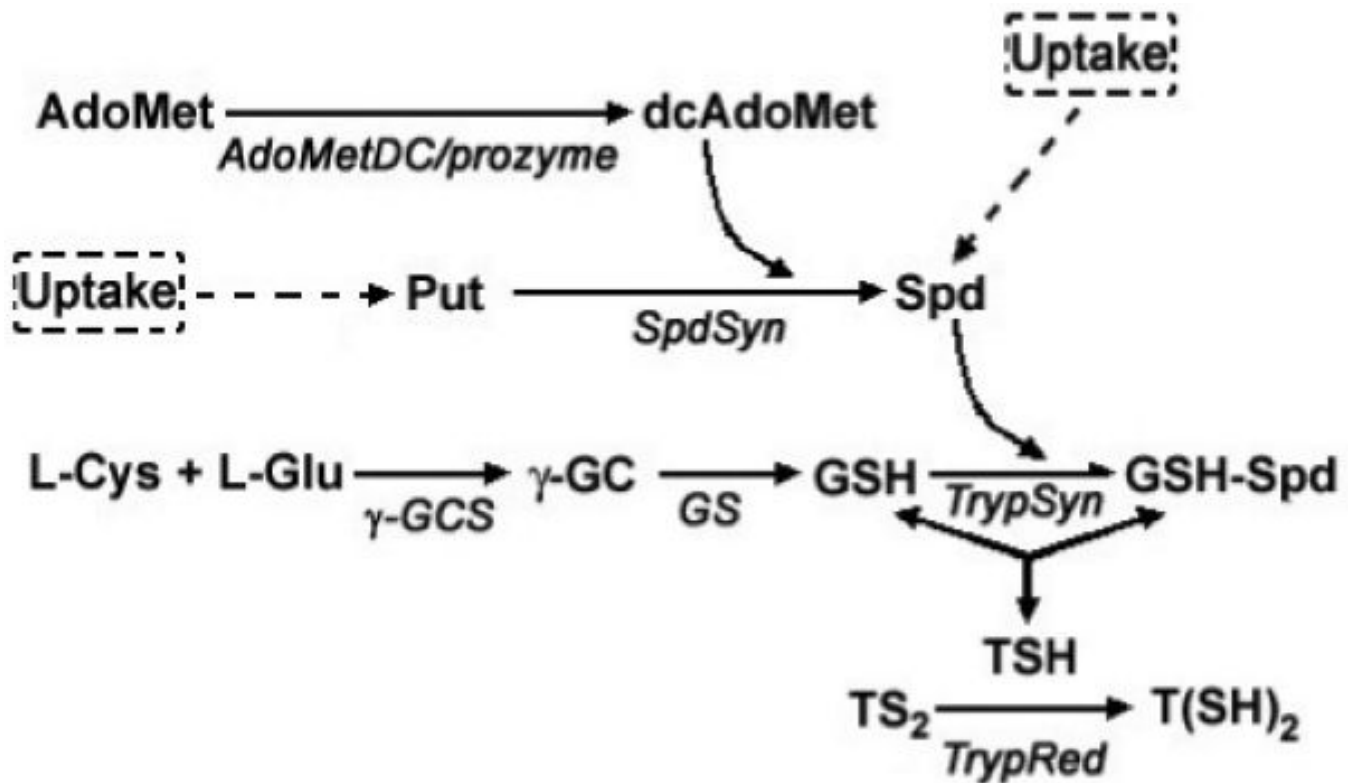 Uptake
AdoMet dcAdoMet
AdoMetDC/prozyme
Uptake Put Spd
SpdSyn
L-Cys + L-Glu γ-GC GSH GSH-Spd
γ-GCS GS TrypSyn
TSH
TS₂ T(SH)₂
TrypRed